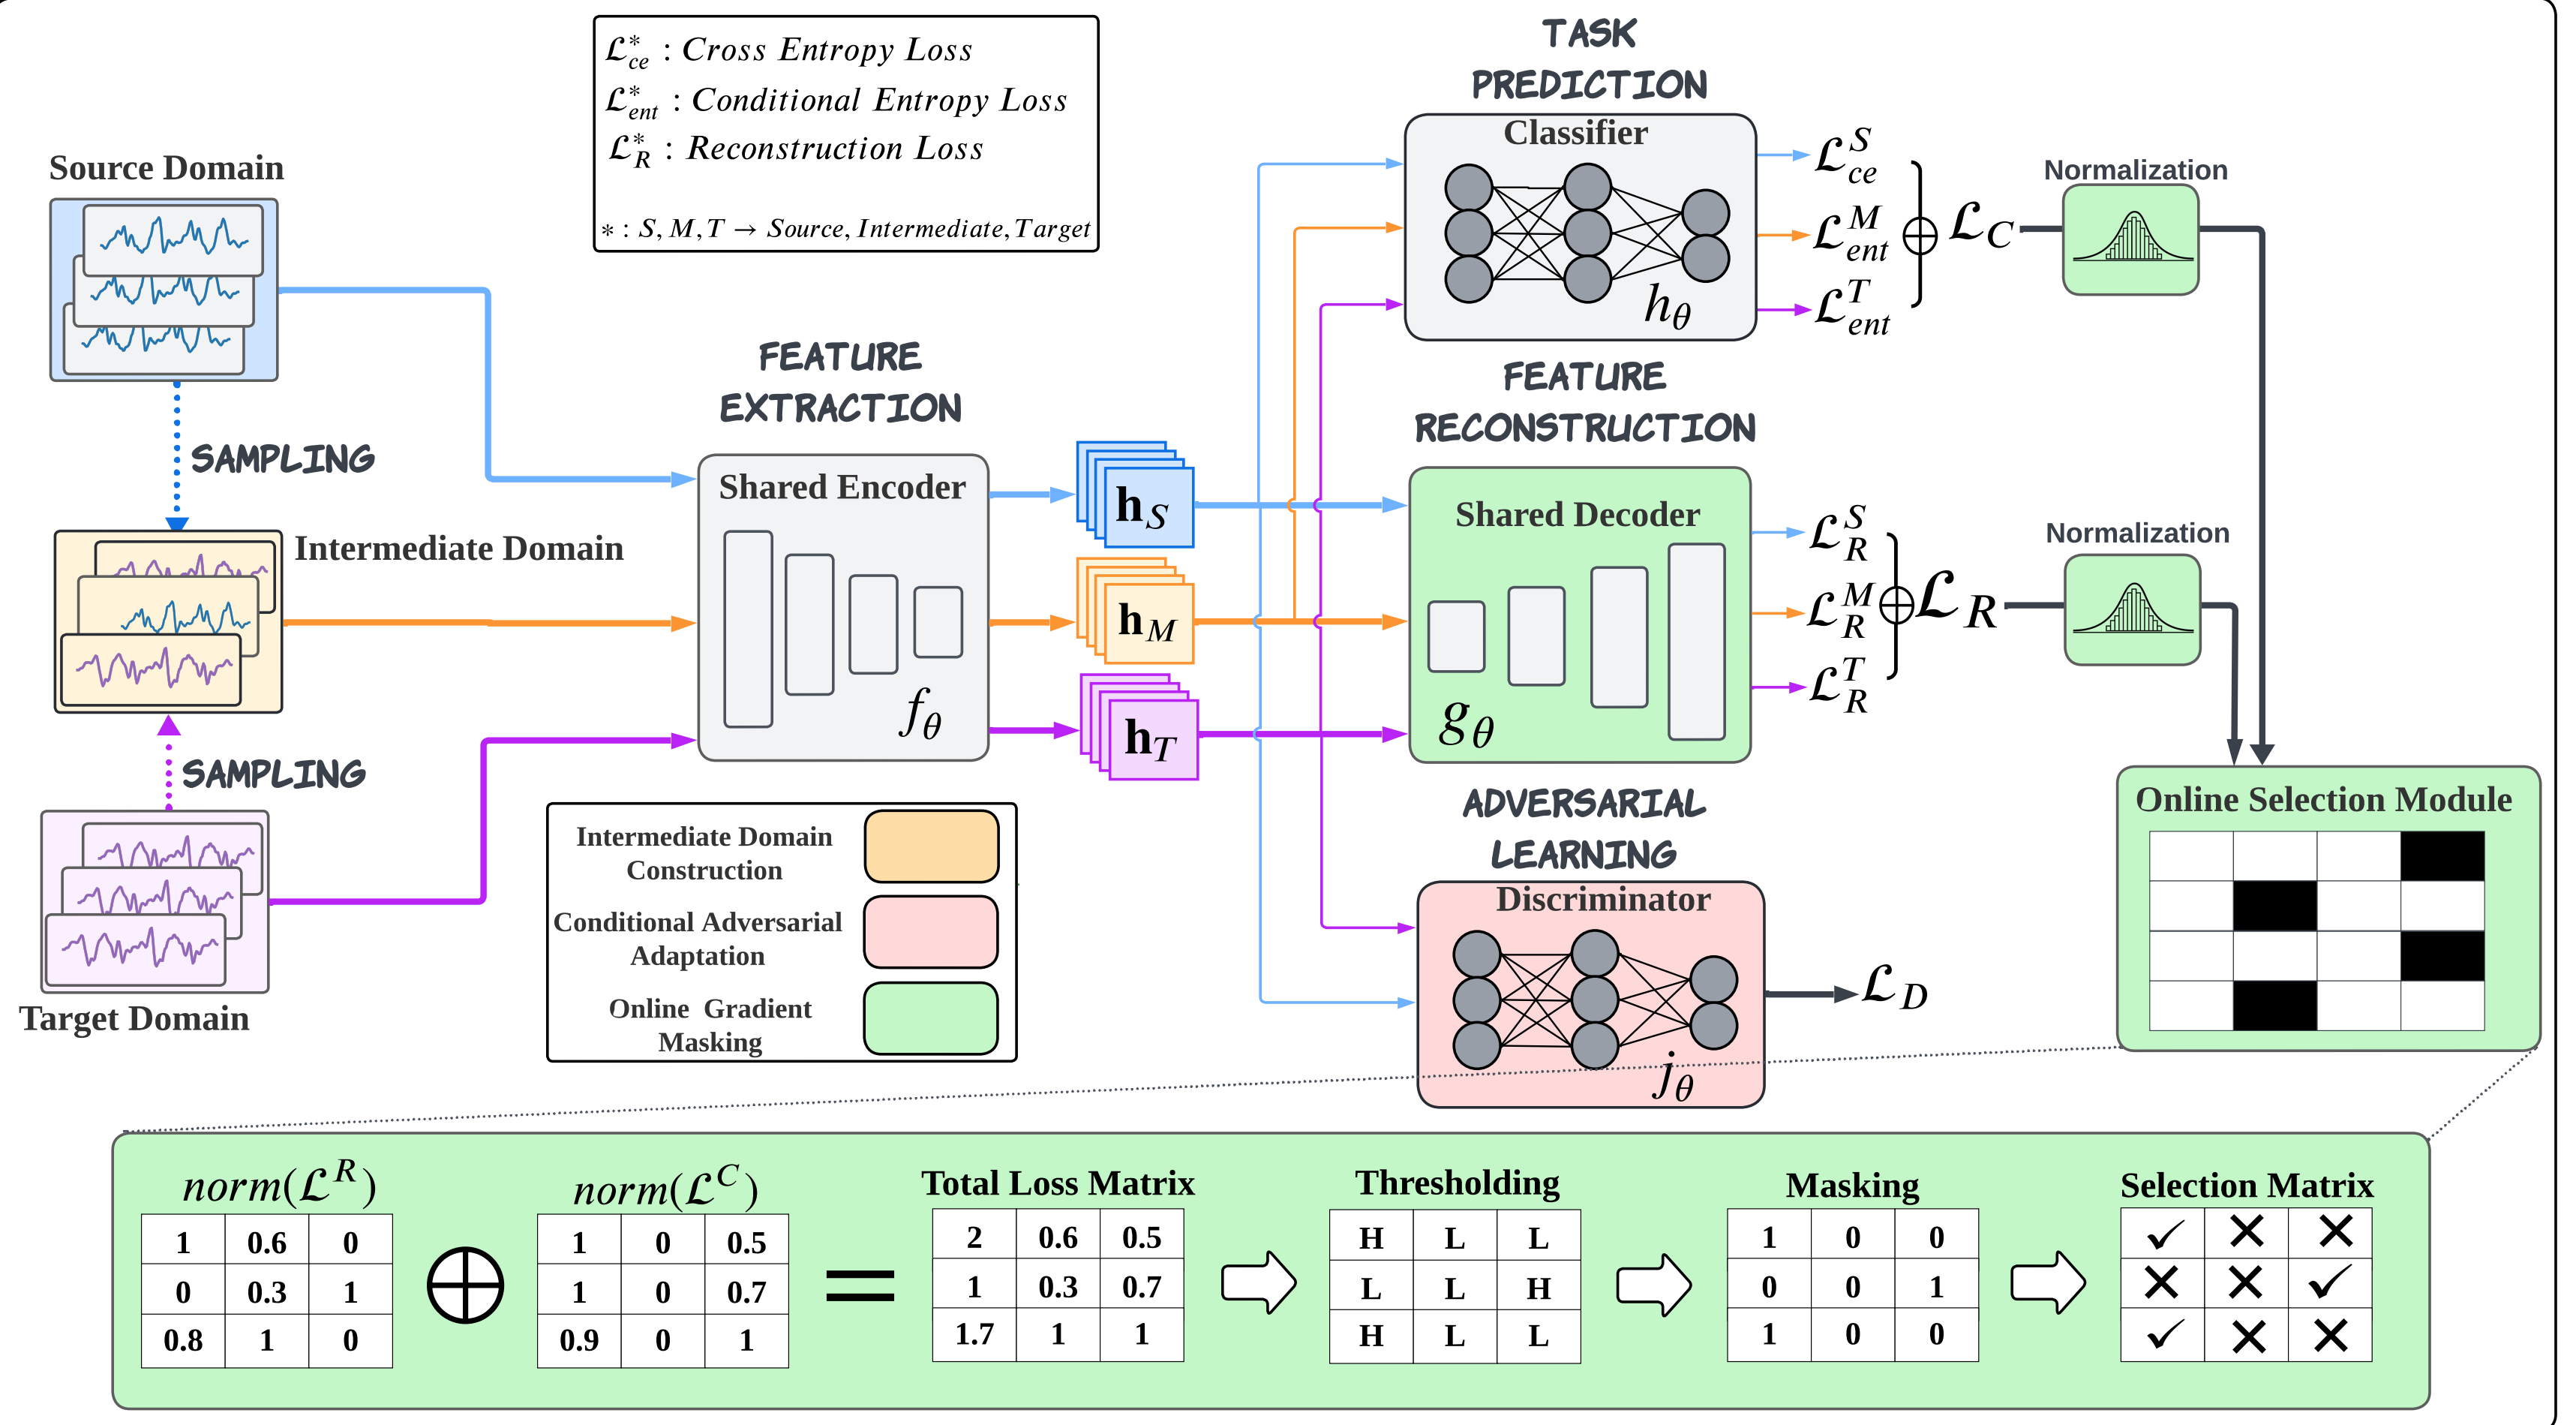 ℒ*ce : Cross Entropy Loss
ℒ*ent : Conditional Entropy Loss
ℒ*R : Reconstruction Loss
* : S, M, T → Source, Intermediate, Target
Source Domain
SAMPLING
Intermediate Domain
SAMPLING
Target Domain
FEATURE
EXTRACTION
Shared Encoder
fθ
hS
hM
hT
Intermediate Domain
Construction
Conditional Adversarial
Adaptation
Online Gradient
Masking
TASK
PREDICTION
Classifier
hθ
ℒSce
ℒMent
ℒTent
ℒC
Normalization
FEATURE
RECONSTRUCTION
Shared Decoder
gθ
ℒSR
ℒMR
ℒTR
ℒR
Normalization
ADVERSARIAL
LEARNING
Discriminator
jθ
ℒD
Online Selection Module
norm(ℒR)
1 0.6 0
0 0.3 1
0.8 1 0
⊕
norm(ℒC)
1 0 0.5
1 0 0.7
0.9 0 1
=
Total Loss Matrix
2 0.6 0.5
1 0.3 0.7
1.7 1 1
Thresholding
H L L
L L H
H L L
Masking
1 0 0
0 0 1
1 0 0
Selection Matrix
✓ ✕ ✕
✕ ✕ ✓
✓ ✕ ✕